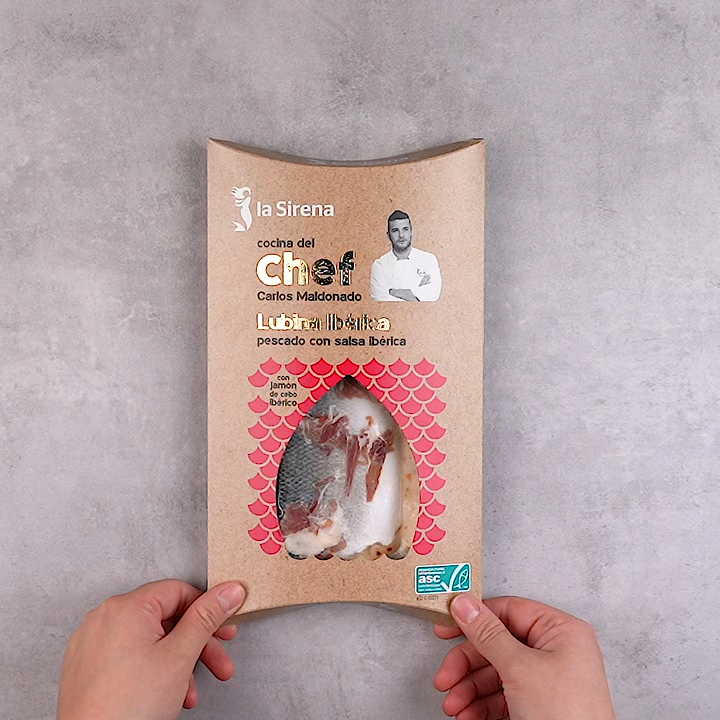 la Sirena
cocina del
chef
Carlos Maldonado
Lubina Ibérica
pescado con salsa ibérica
con
jamón
de cebo
ibérico
asc